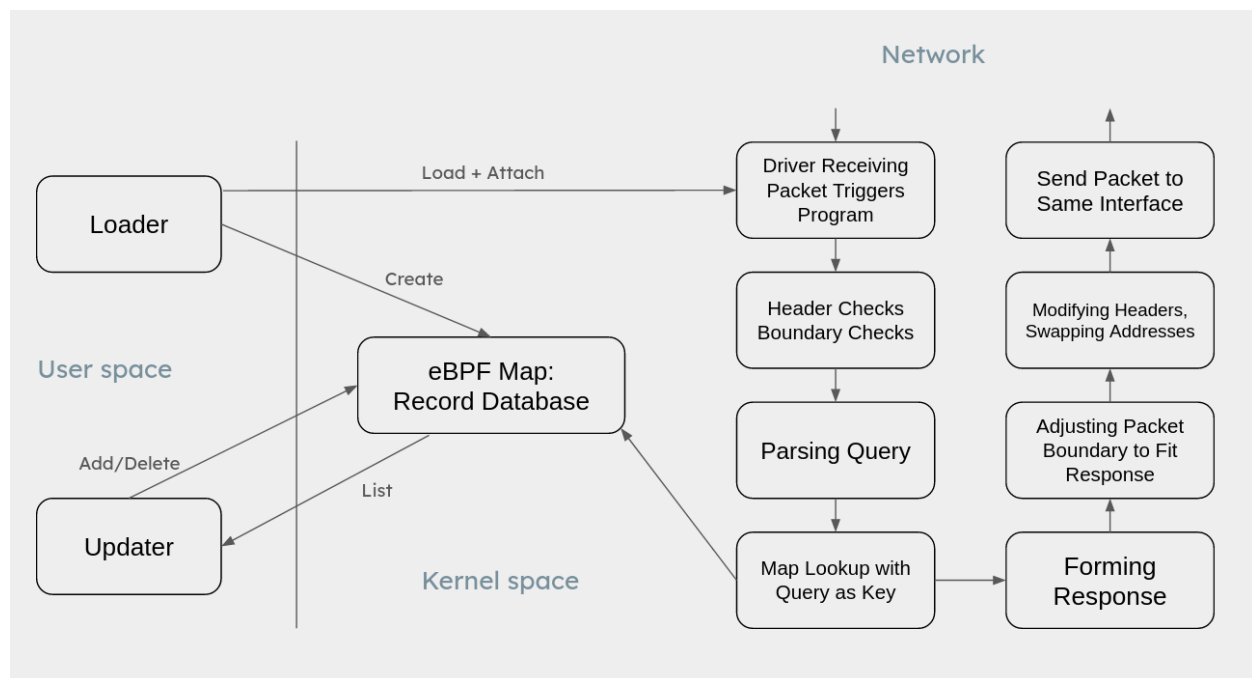 Network
Load + Attach
Loader
Create
User space
eBPF Map:
Record Database
Add/Delete
List
Updater
Kernel space
Driver Receiving
Packet Triggers
Program
Header Checks
Boundary Checks
Parsing Query
Map Lookup with
Query as Key
Forming
Response
Adjusting Packet
Boundary to Fit
Response
Modifying Headers,
Swapping Addresses
Send Packet to
Same Interface